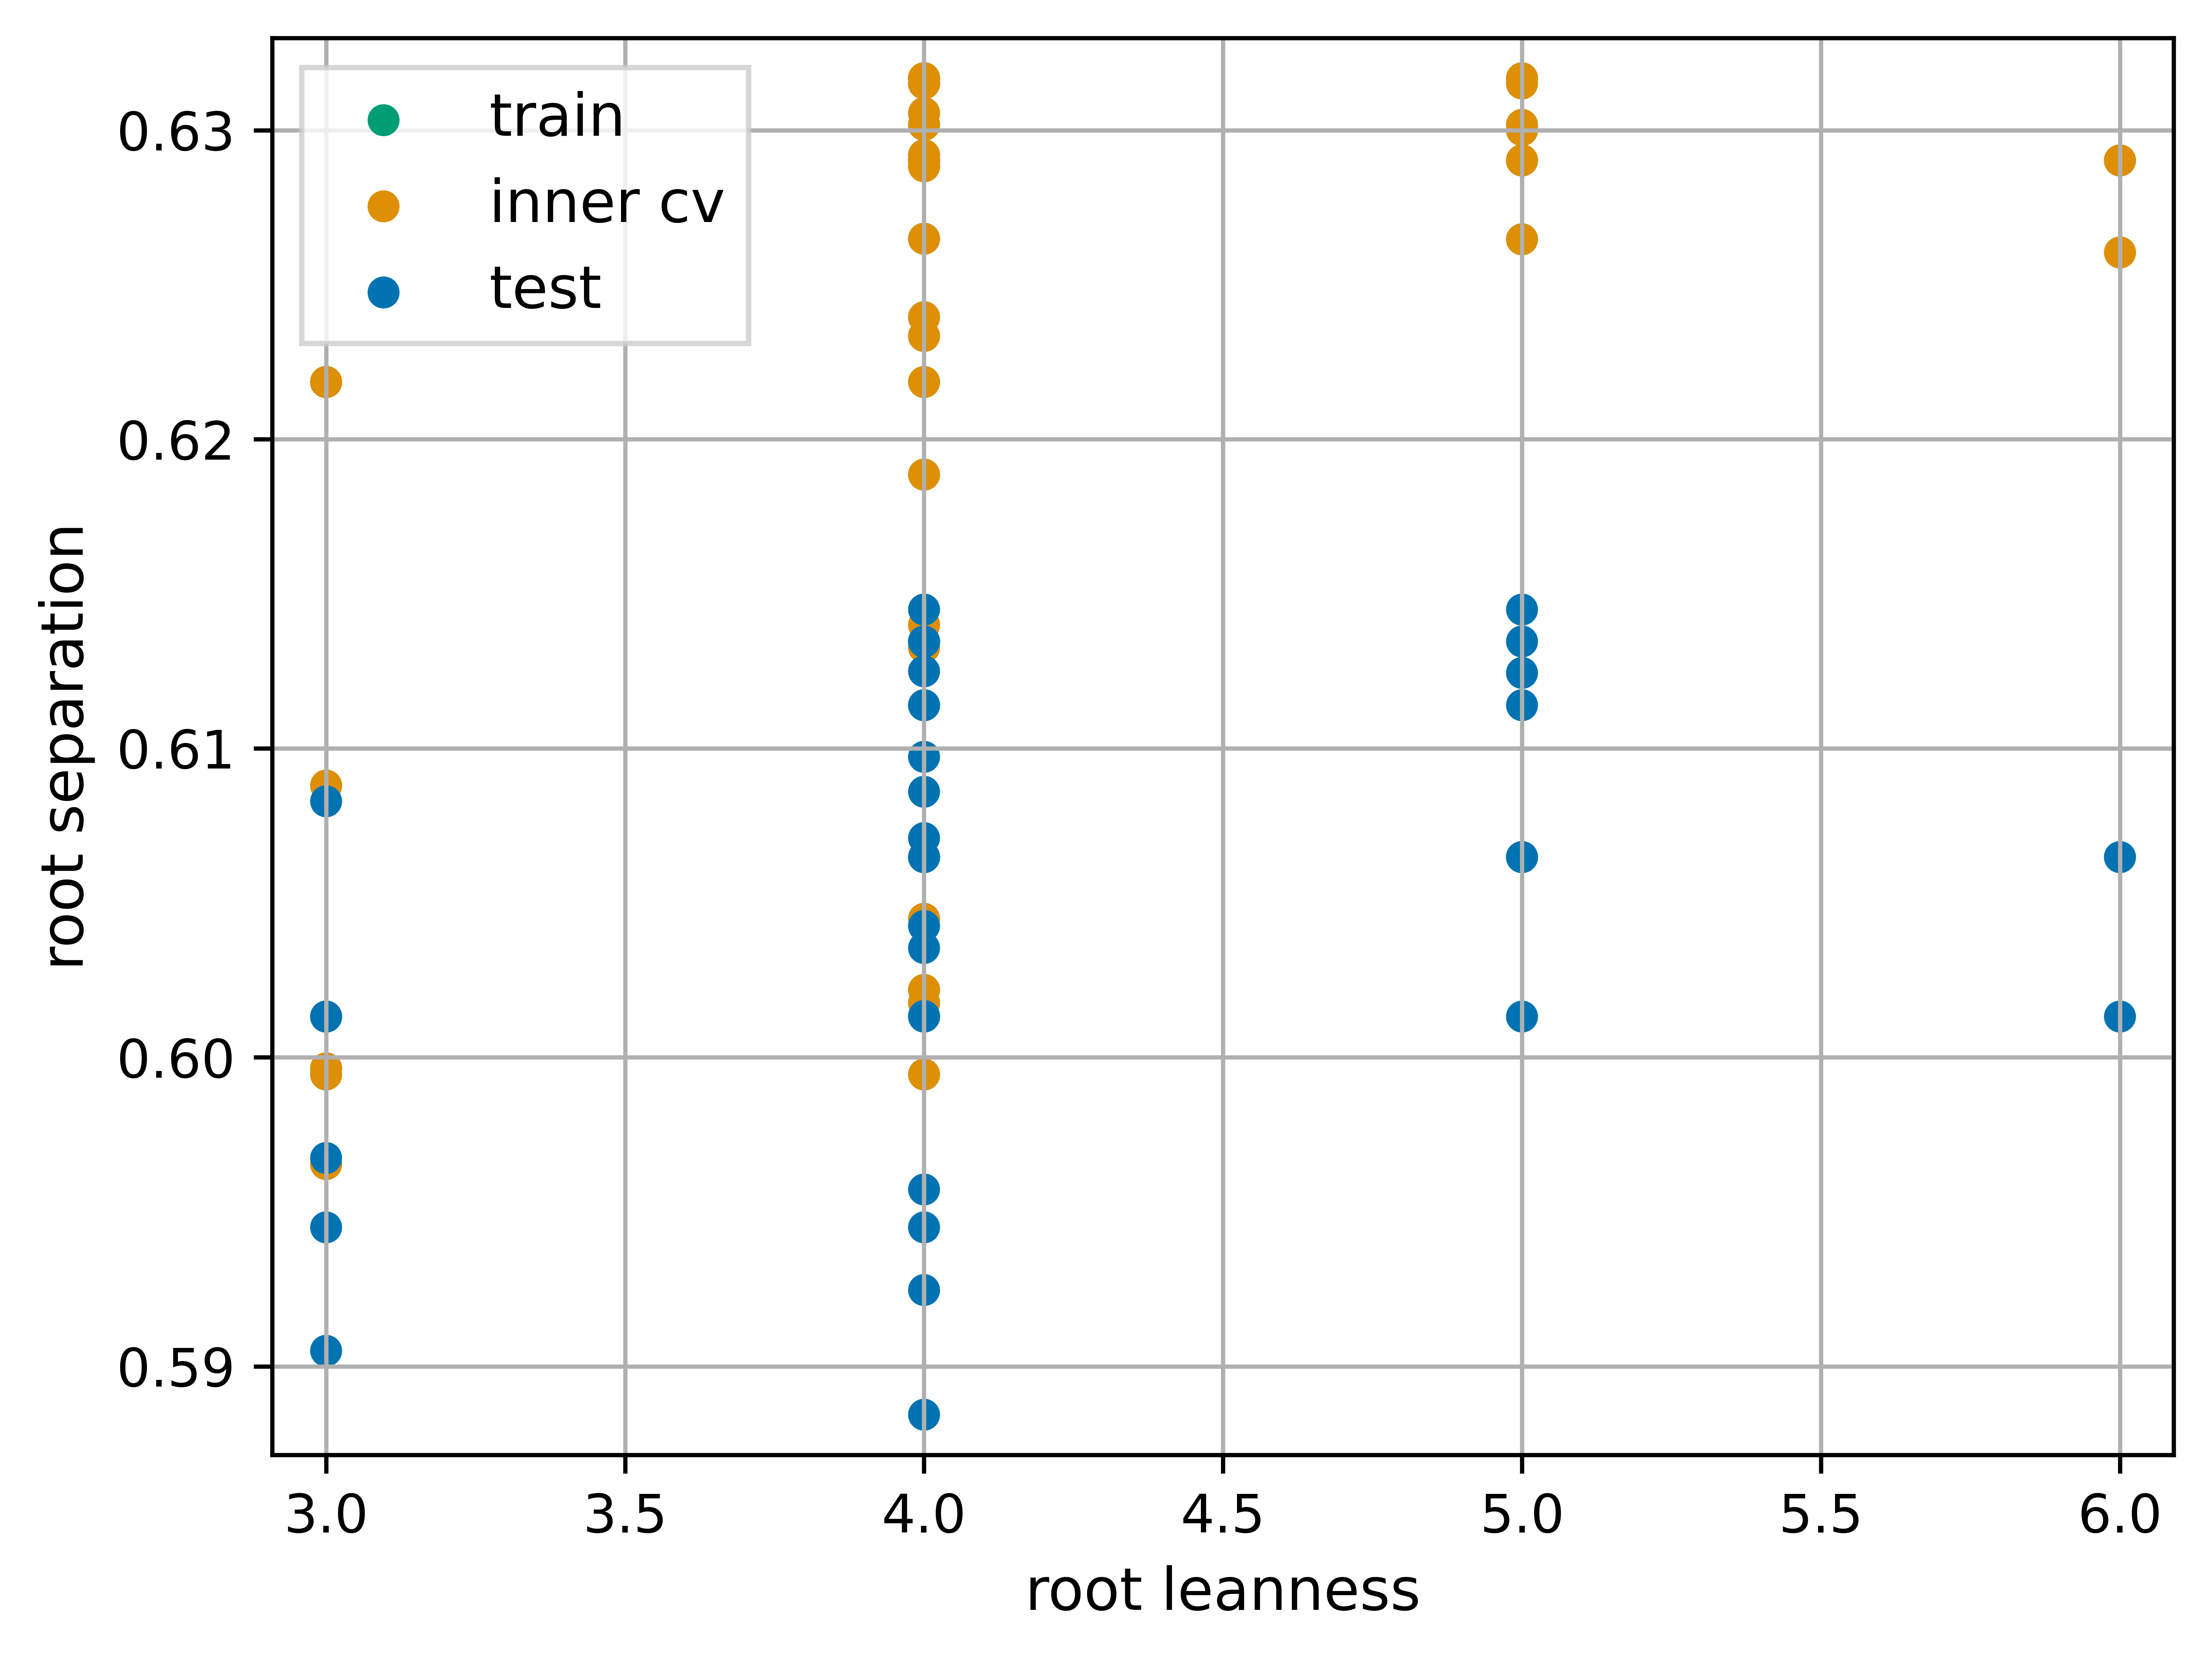 train
inner cv
test
0.63
0.62
0.61
0.60
0.59
root separation
3.0 3.5 4.0 4.5 5.0 5.5 6.0
root leanness